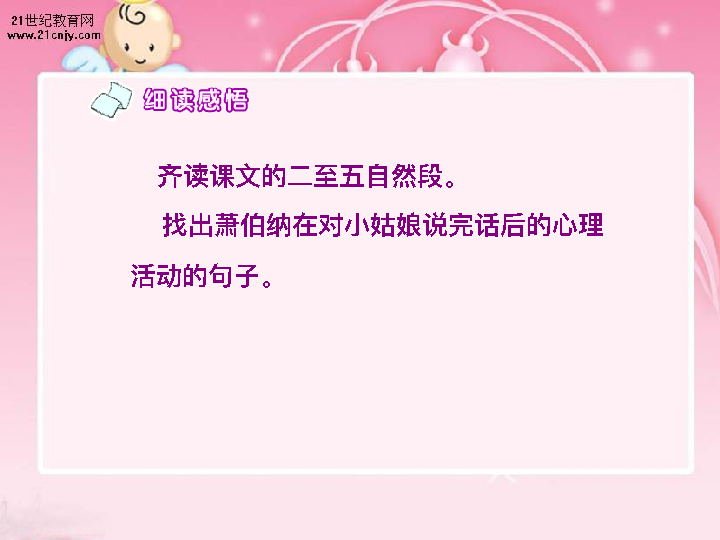 21世纪教育网
www.21cnjy.com
细读感悟
齐读课文的二至五自然段。
找出萧伯纳在对小姑娘说完话后的心理
活动的句子。